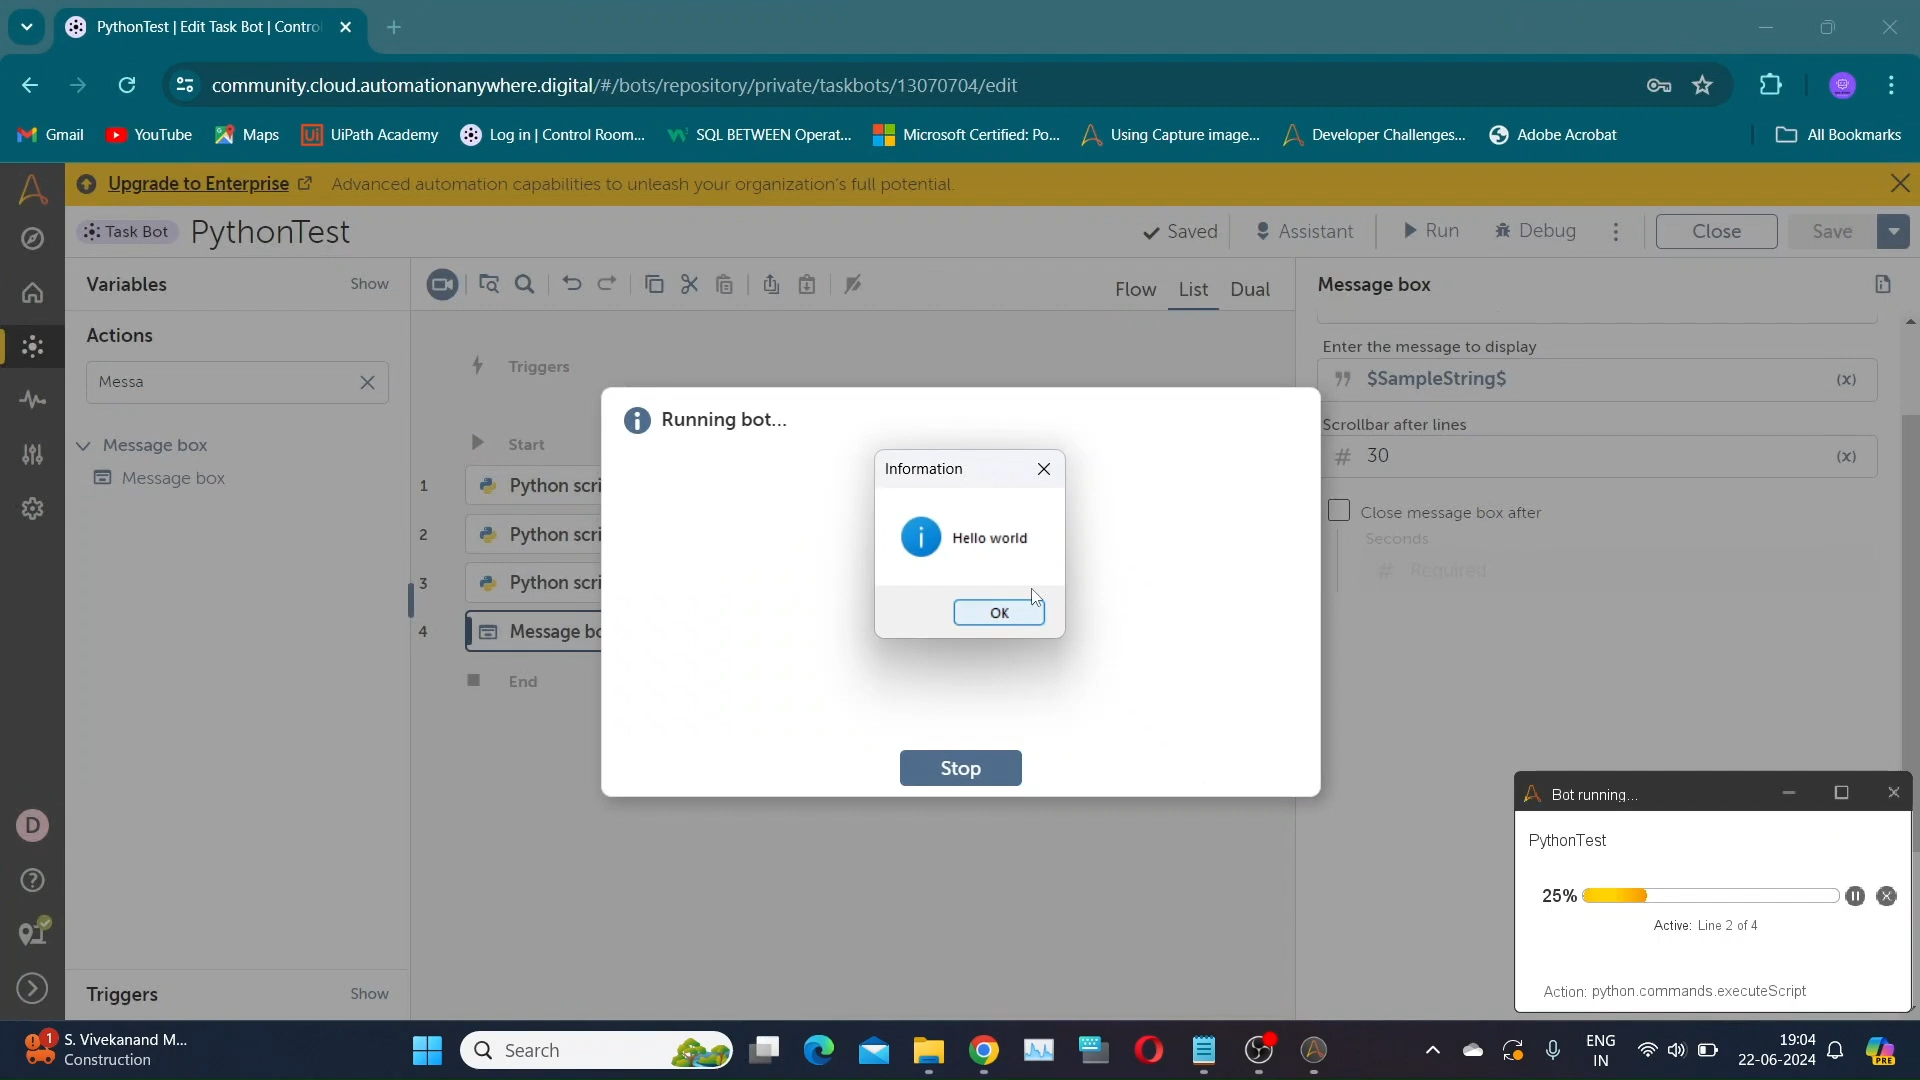 PythonTest | Edit Task Bot | Contro
community.cloud.automationanywhere.digital/#/bots/repository/private/taskbots/13070704/edit
Gmail YouTube Maps UiPath Academy Log in | Control Room... SQL BETWEEN Operat... Microsoft Certified: Po... Using Capture image... Developer Challenges... Adobe Acrobat All Bookmarks
Upgrade to Enterprise Advanced automation capabilities to unleash your organization's full potential.
Task Bot PythonTest Saved Assistant Run Debug Close Save
Variables Show
Flow List Dual
Message box
Actions
Messa
Message box
Message box
Triggers
Start
1 Python scri
2 Python scri
3 Python scri
4 Message bo
End
Enter the message to display
$SampleString$ (x)
Scrollbar after lines
# 30 (x)
Close message box after
Seconds
# Required
Running bot...
Information
Hello world
OK
Stop
Bot running...
PythonTest
25%
Active: Line 2 of 4
Action: python.commands.executeScript
D
Triggers Show
1 S. Vivekanand M...
Construction
Search
ENG
IN
19:04
22-06-2024
PRE